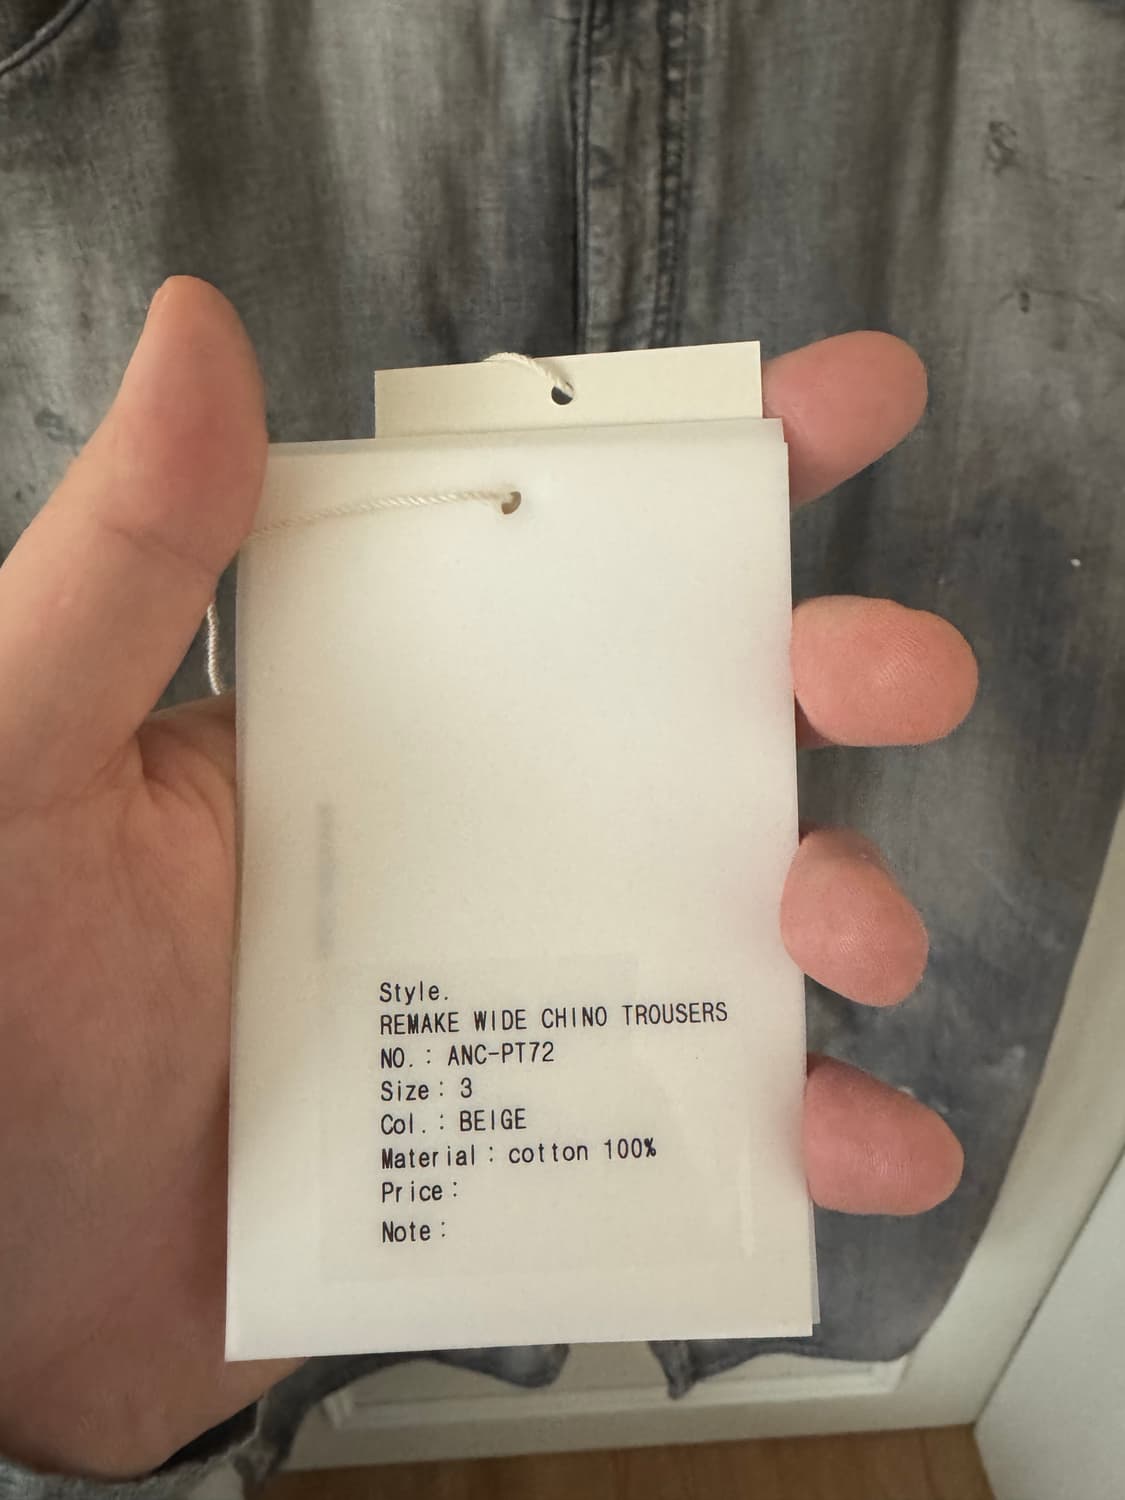 Style.
REMAKE WIDE CHINO TROUSERS
NO.: ANC-PT72
Size: 3
Col.: BEIGE
Material: cotton 100%
Price:
Note: